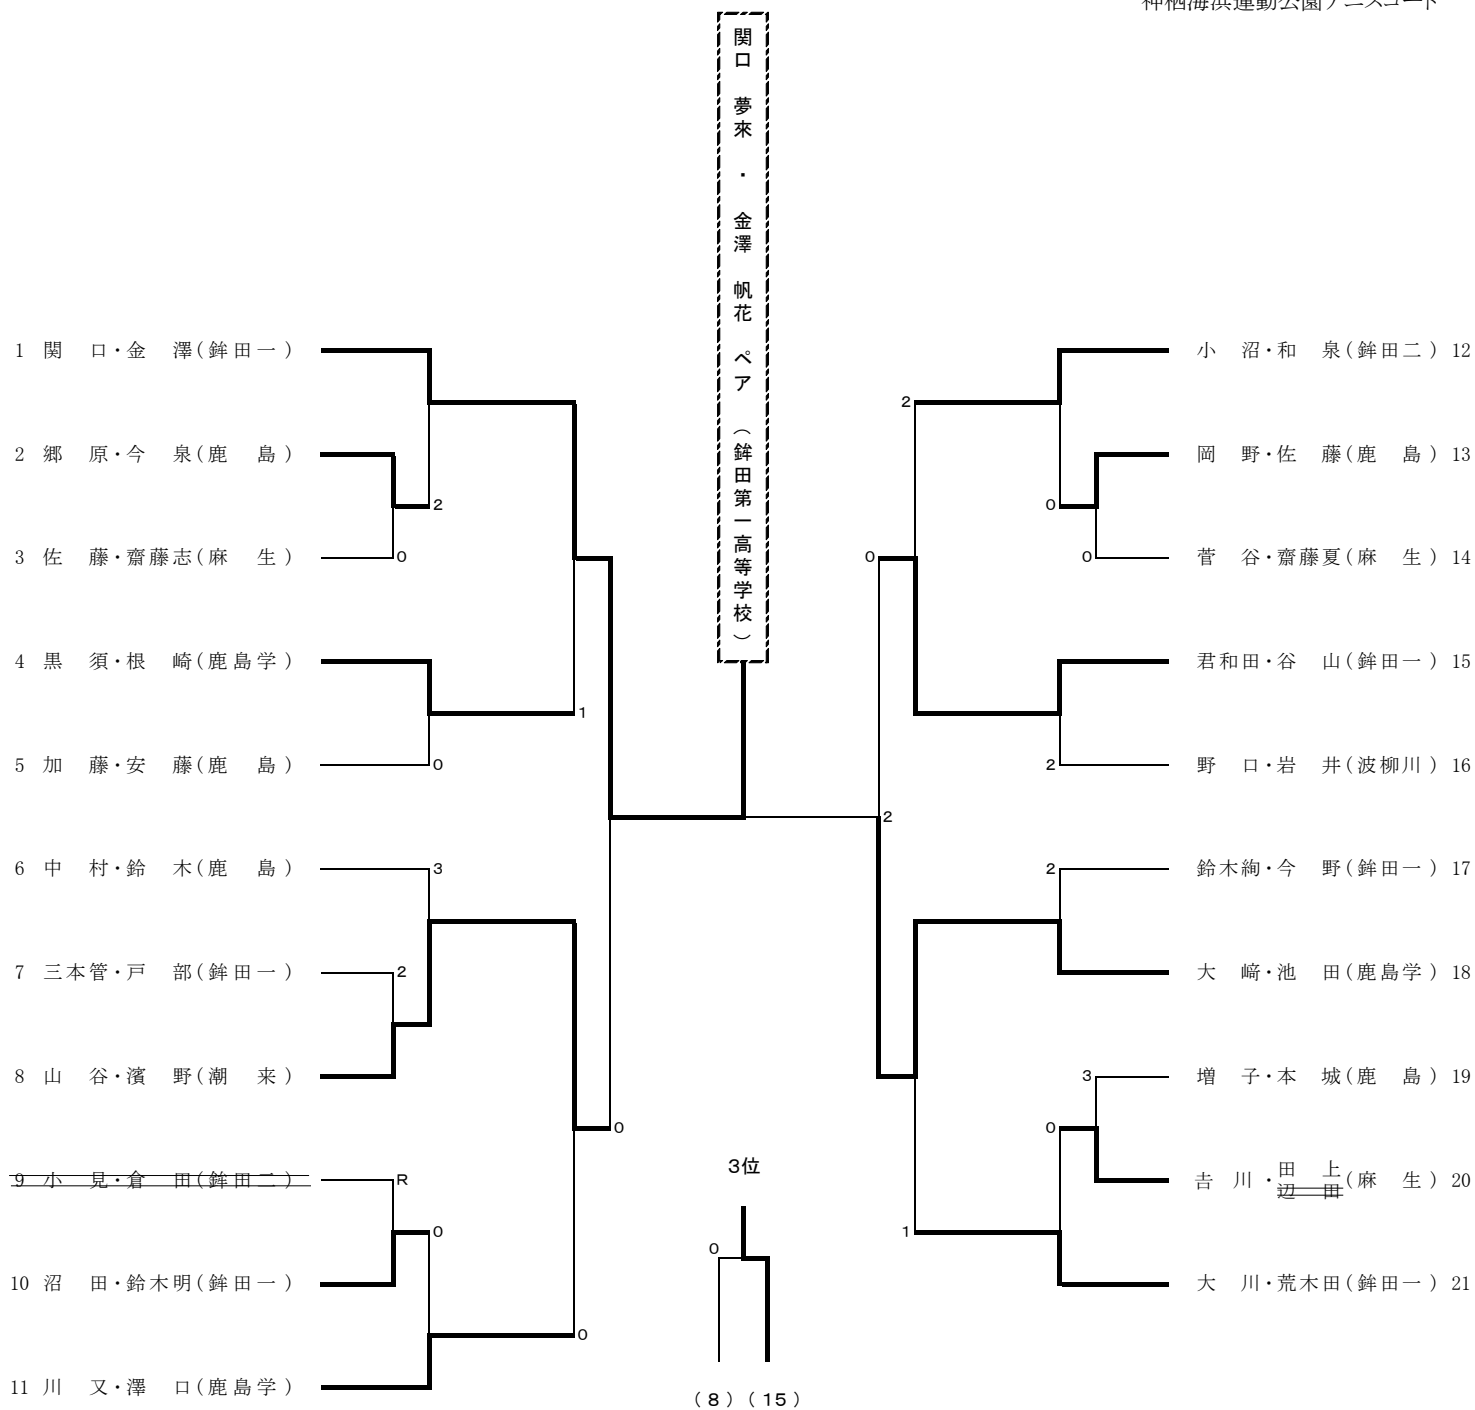 神栖海浜運動公園テニスコート
関口 夢來 ・ 金澤 帆花 ペア （鉾田第一高等学校）
1 関 口・金 澤(鉾田一)
2 郷 原・今 泉(鹿 島)
2
3 佐 藤・齋藤志(麻 生)
0
4 黒 須・根 崎(鹿島学)
1
5 加 藤・安 藤(鹿 島)
0
6 中 村・鈴 木(鹿 島)
3
7 三本管・戸 部(鉾田一)
2
8 山 谷・濱 野(潮 来)
0
9 小 見・倉 田(鉾田二)
R
0
10 沼 田・鈴木明(鉾田一)
0
11 川 又・澤 口(鹿島学)
小 沼・和 泉(鉾田二) 12
2
岡 野・佐 藤(鹿 島) 13
0
0
菅 谷・齋藤夏(麻 生) 14
0
君和田・谷 山(鉾田一) 15
2
野 口・岩 井(波柳川) 16
2
2
鈴木絢・今 野(鉾田一) 17
大 﨑・池 田(鹿島学) 18
3
増 子・本 城(鹿 島) 19
0
𠮷 川・田 上(麻 生) 20
辺 田
1
大 川・荒木田(鉾田一) 21
3位
0
(8) (15)